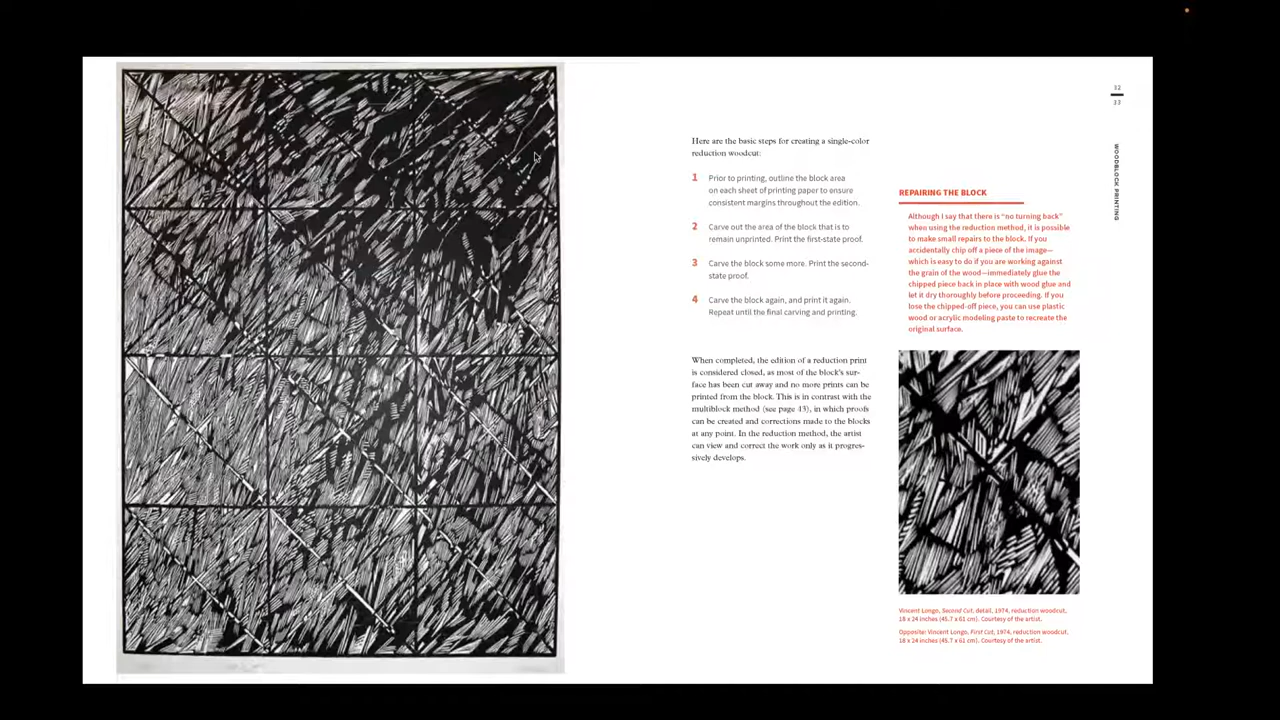 32
33
WOODBLOCK PRINTING
Here are the basic steps for creating a single-color
reduction woodcut:
1 Prior to printing, outline the block area
on each sheet of printing paper to ensure
consistent margins throughout the edition.
2 Carve out the area of the block that is to
remain unprinted. Print the first-state proof.
3 Carve the block some more. Print the second-
state proof.
4 Carve the block again, and print it again.
Repeat until the final carving and printing.
When completed, the edition of a reduction print
is considered closed, as most of the block's sur-
face has been cut away and no more prints can be
printed from the block. This is in contrast with the
multiblock method (see page 43), in which proofs
can be created and corrections made to the blocks
at any point. In the reduction method, the artist
can view and correct the work only as it progres-
sively develops.
REPAIRING THE BLOCK
Although I say that there is "no turning back"
when using the reduction method, it is possible
to make small repairs to the block. If you
accidentally chip off a piece of the image—
which is easy to do if you are working against
the grain of the wood—immediately glue the
chipped piece back in place with wood glue and
let it dry thoroughly before proceeding. If you
lose the chipped-off piece, you can use plastic
wood or acrylic modeling paste to recreate the
original surface.
Vincent Longo, Second Cut, detail, 1974, reduction woodcut,
18 x 24 inches (45.7 x 61 cm). Courtesy of the artist.
Opposite: Vincent Longo, First Cut, 1974, reduction woodcut,
18 x 24 inches (45.7 x 61 cm). Courtesy of the artist.